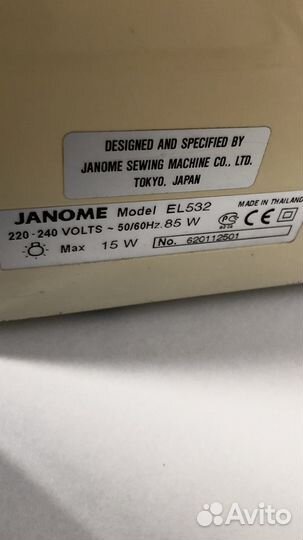 DESIGNED AND SPECIFIED BY
JANOME SEWING MACHINE CO., LTD.
TOKYO, JAPAN
JANOME Model EL532 MADE IN THAILAND
220-240 VOLTS ~ 50/60Hz. 85 W CE
Max 15 W No. 620112501
Avito